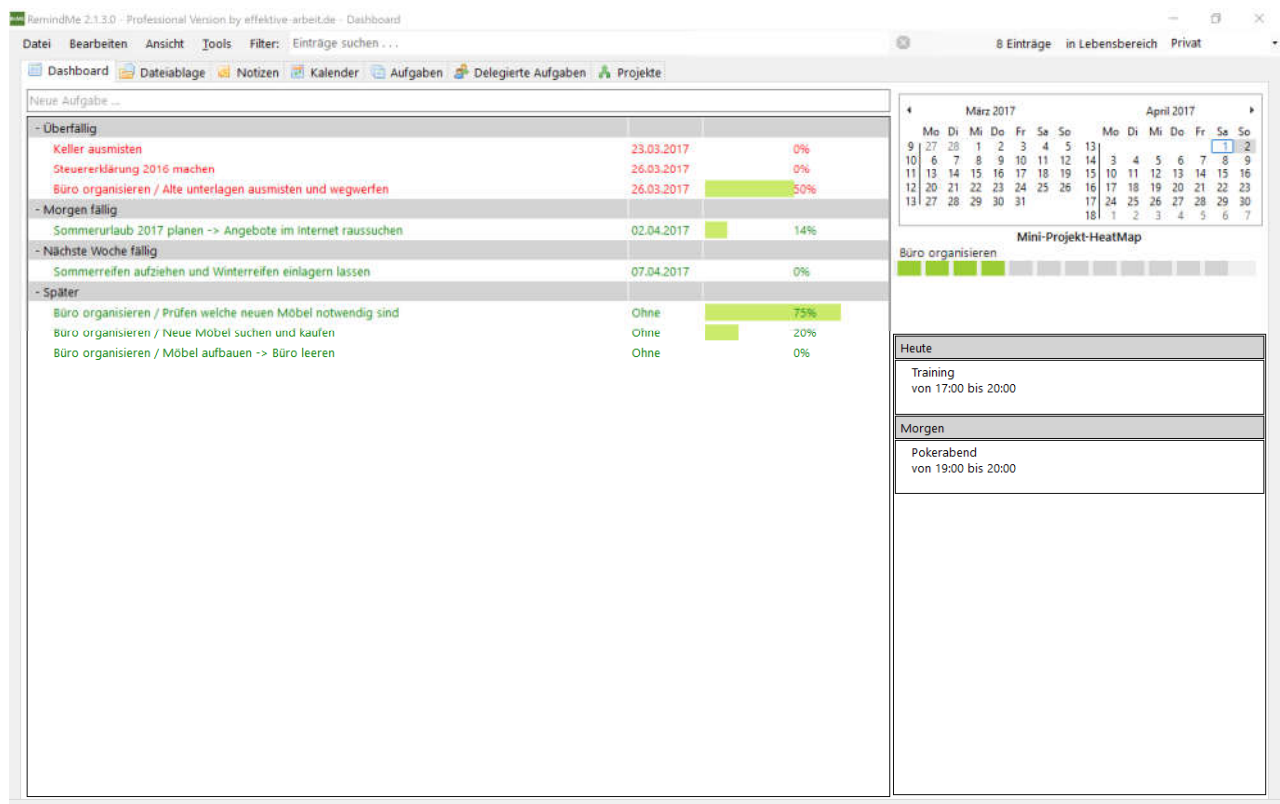 RemindMe 2.1.3.0 - Professional Version by effektive-arbeit.de - Dashboard
Datei Bearbeiten Ansicht Tools Filter: Einträge suchen . . . 8 Einträge in Lebensbereich Privat
Dashboard Dateiablage Notizen Kalender Aufgaben Delegierte Aufgaben Projekte
Neue Aufgabe ...
- Überfällig
Keller ausmisten 23.03.2017 0%
Steuererklärung 2016 machen 26.03.2017 0%
Büro organisieren / Alte unterlagen ausmisten und wegwerfen 26.03.2017 50%
- Morgen fällig
Sommerurlaub 2017 planen -> Angebote im Internet raussuchen 02.04.2017 14%
- Nächste Woche fällig
Sommerreifen aufziehen und Winterreifen einlagern lassen 07.04.2017 0%
- Später
Büro organisieren / Prüfen welche neuen Möbel notwendig sind Ohne 75%
Büro organisieren / Neue Möbel suchen und kaufen Ohne 20%
Büro organisieren / Möbel aufbauen -> Büro leeren Ohne 0%
März 2017 April 2017
Mo Di Mi Do Fr Sa So Mo Di Mi Do Fr Sa So
9 27 28 1 2 3 4 5 13 1 2
10 6 7 8 9 10 11 12 14 3 4 5 6 7 8 9
11 13 14 15 16 17 18 19 15 10 11 12 13 14 15 16
12 20 21 22 23 24 25 26 16 17 18 19 20 21 22 23
13 27 28 29 30 31 17 24 25 26 27 28 29 30
18 1 2 3 4 5 6 7
Mini-Projekt-HeatMap
Büro organisieren
Heute
Training
von 17:00 bis 20:00
Morgen
Pokerabend
von 19:00 bis 20:00